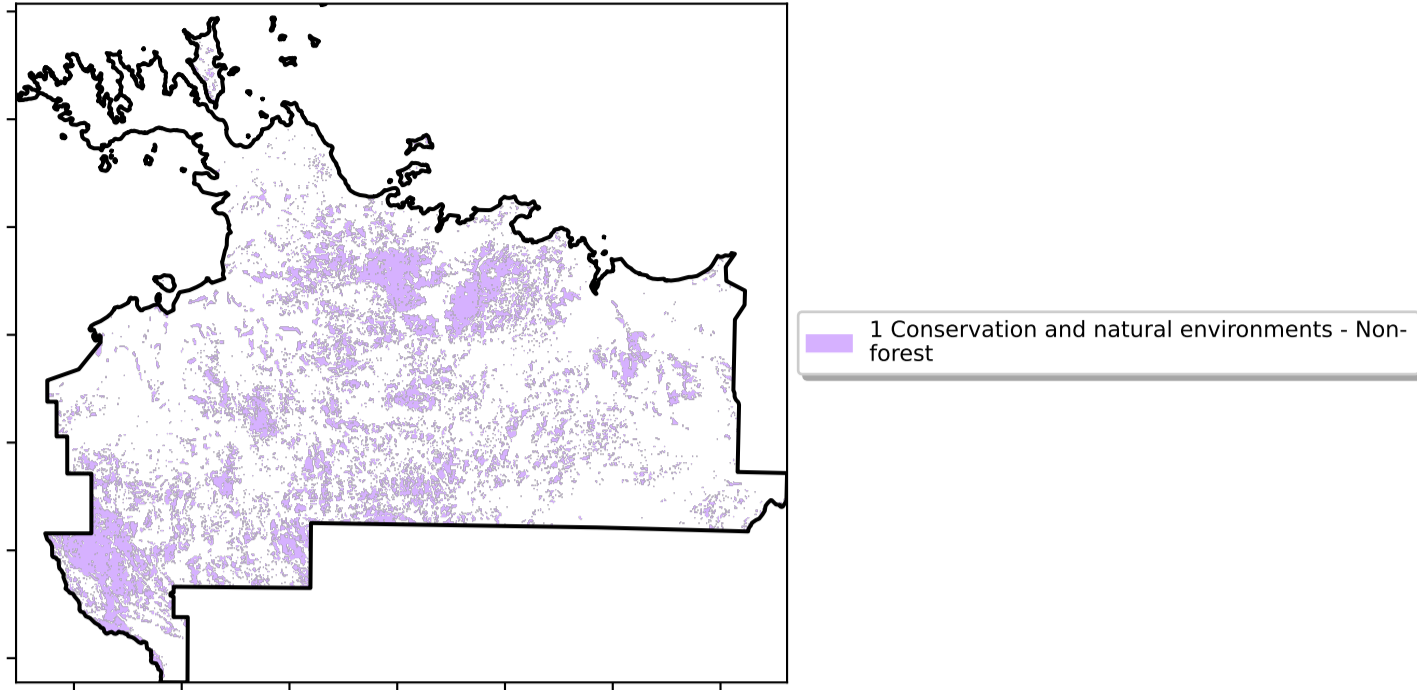 1 Conservation and natural environments - Non-
forest